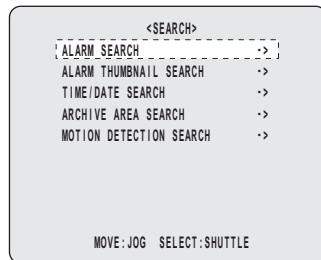 <SEARCH>
ALARM SEARCH ->
ALARM THUMBNAIL SEARCH ->
TIME/DATE SEARCH ->
ARCHIVE AREA SEARCH ->
MOTION DETECTION SEARCH ->
MOVE:JOG SELECT:SHUTTLE